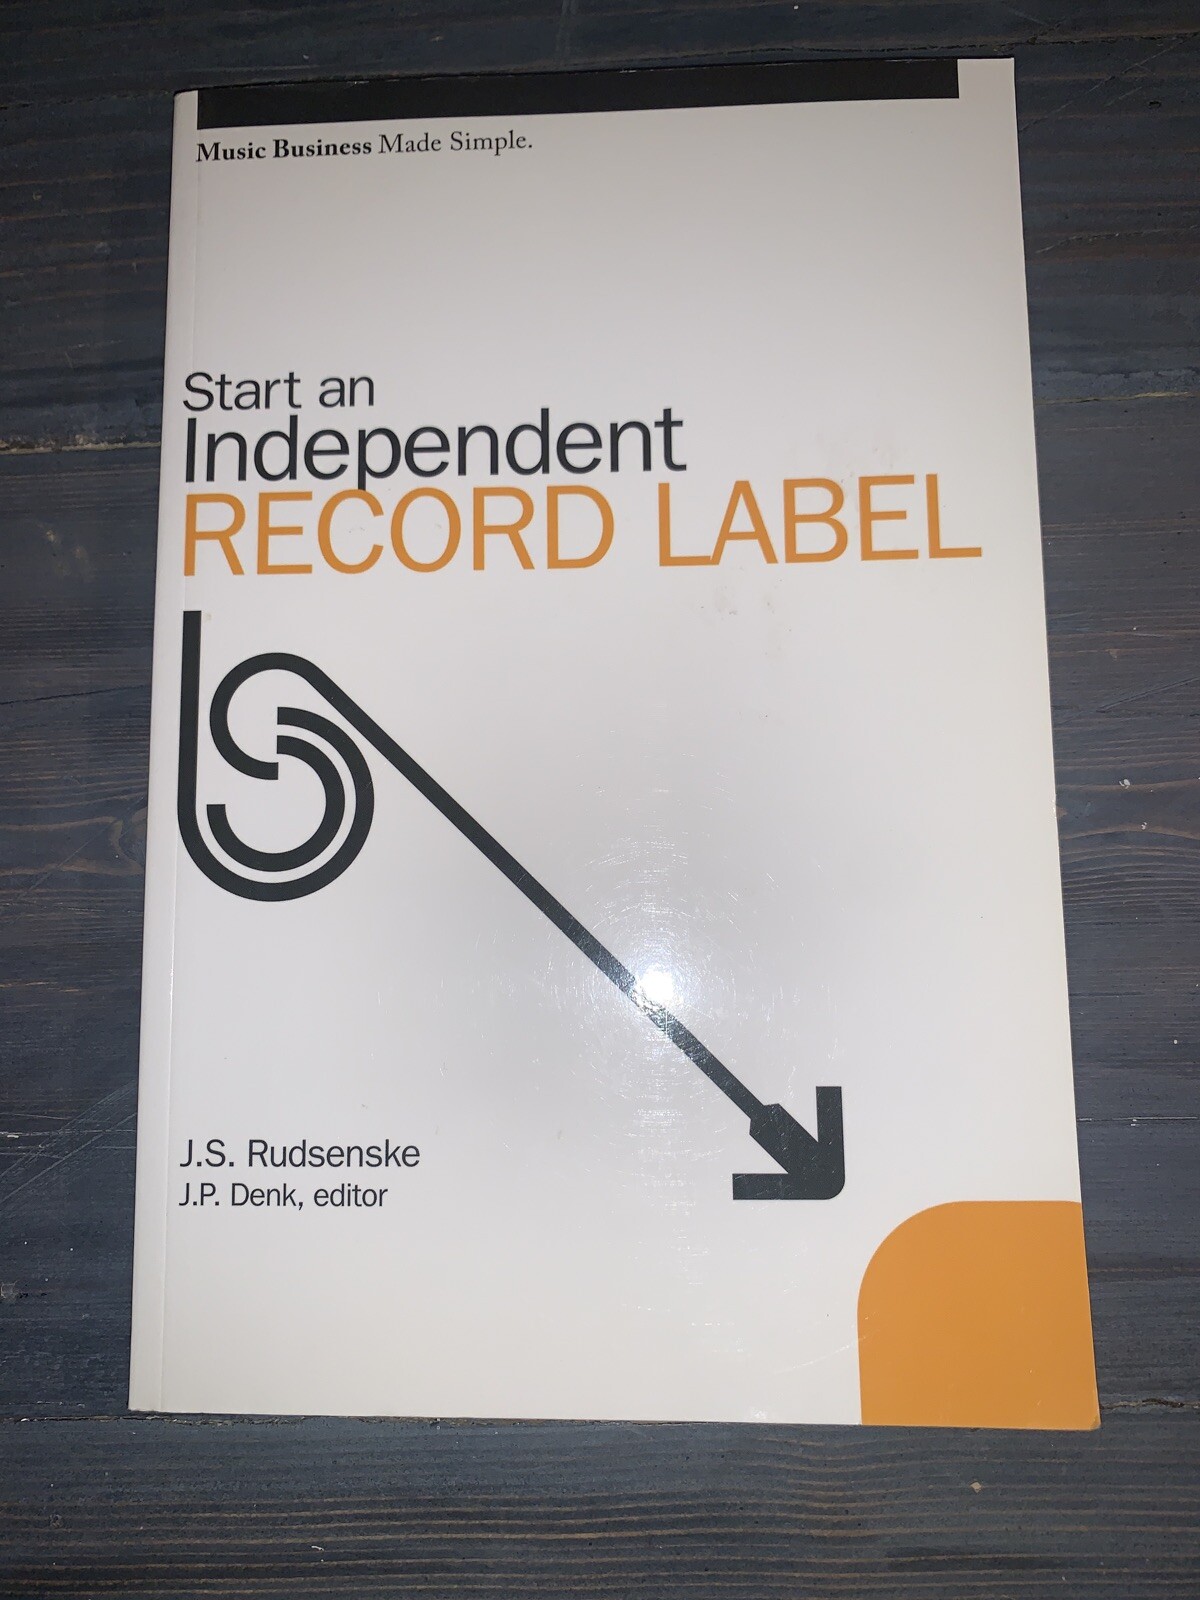 Music Business Made Simple.
Start an
Independent
RECORD LABEL
J.S. Rudsenske
J.P. Denk, editor